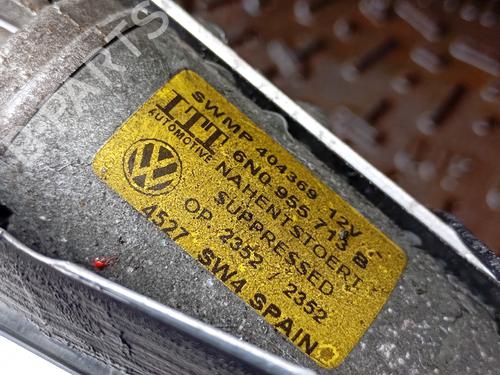 SWMP 404369 12V
ITT 6N0 955 713 B
AUTOMOTIVE NAHENTSTOERT
SUPPRESSED
OP 2352 2352
4527 SW4 SPAIN